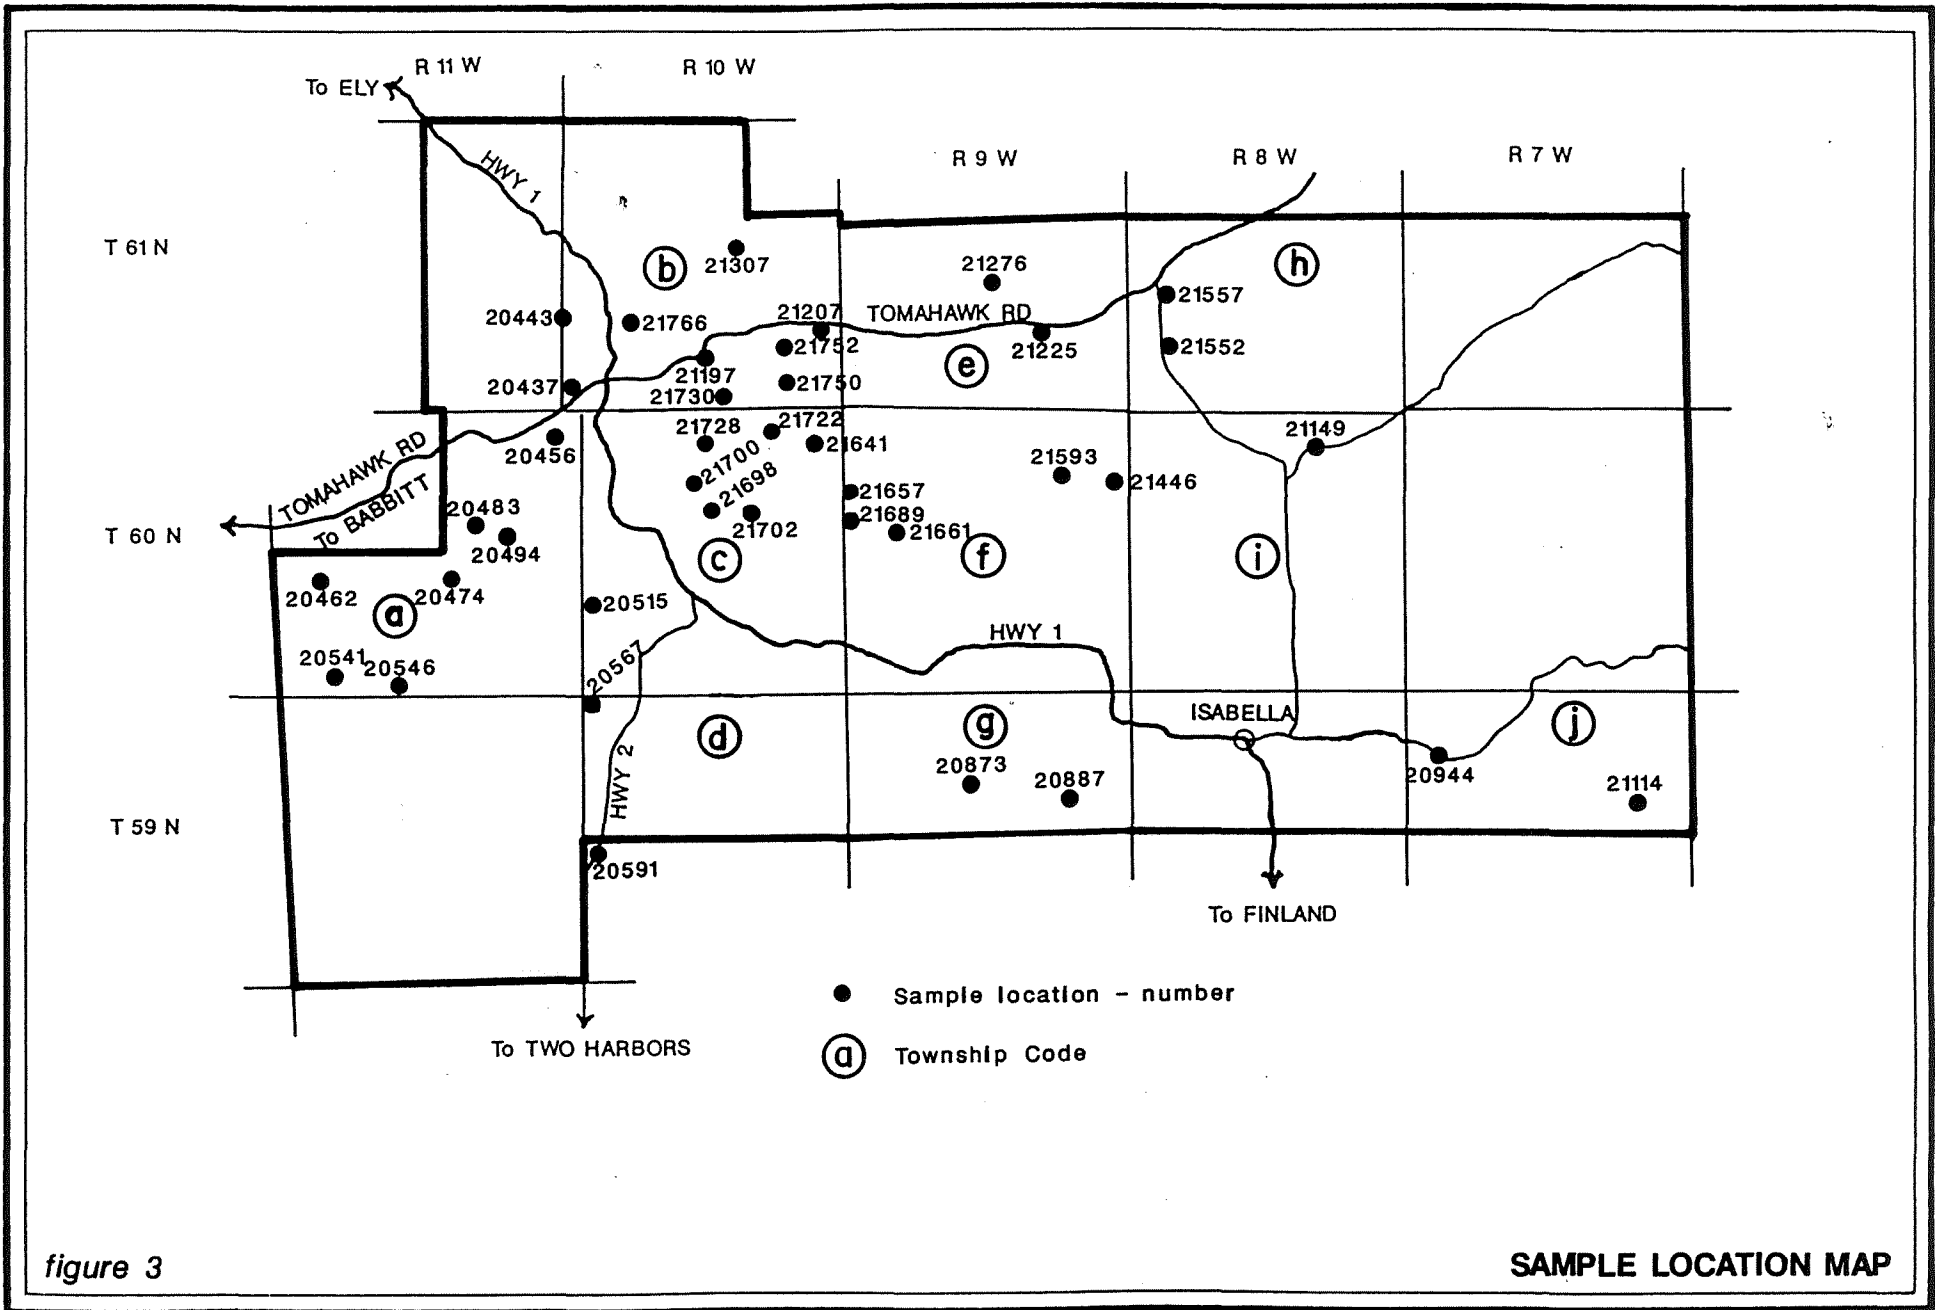 R 11 W
R 10 W
To ELY
HWY 1
R 9 W
R 8 W
R 7 W
T 61 N
b
21307
21276
h
20443
21766
21207
TOMAHAWK RD
21557
21752
21225
21552
e
20437
21197
21750
21730
21728
21722
21641
21149
TOMAHAWK RD
20456
21700
21593
21446
To BABBITT
21698
21657
20483
21689
T 60 N
20494
21702
21661
c
f
i
20462
20474
a
20515
HWY 1
20541
20546
20567
ISABELLA
d
g
j
HWY 2
20873
20887
20944
21114
T 59 N
20591
To FINLAND
Sample location - number
To TWO HARBORS
a Township Code
figure 3
SAMPLE LOCATION MAP